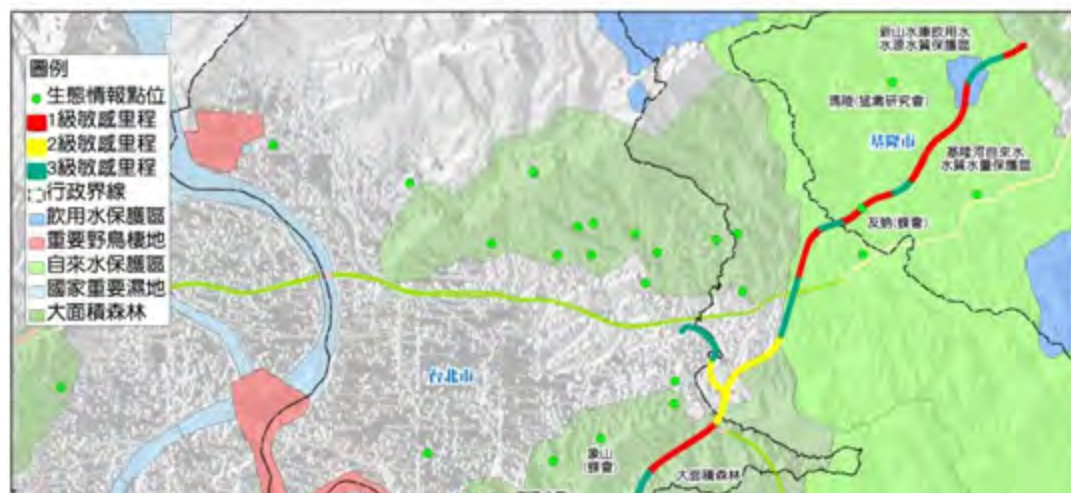 圖例
生態情報點位
1級敏感里程
2級敏感里程
3級敏感里程
行政界線
飲用水保護區
重要野鳥棲地
自來水保護區
國家重要濕地
大面積森林
新山水庫飲用水
水源水質保護區
瑪陵(猛禽研究會)
基隆市
基隆河自來水
水質水量保護區
友蚋(蜂會)
台北市
象山
(蜂會)
大面積森林